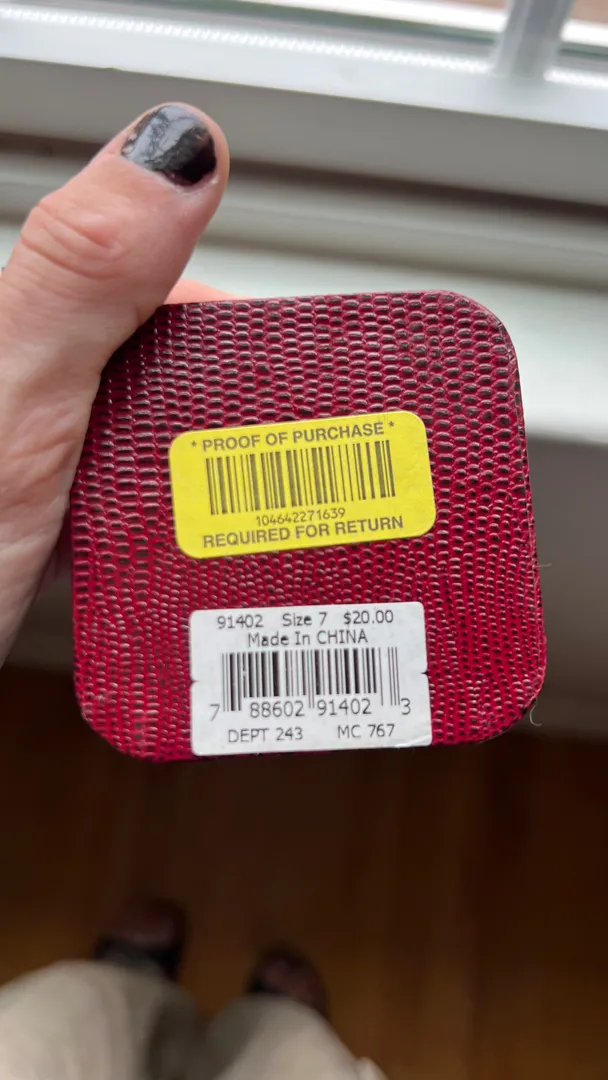 * PROOF OF PURCHASE *
104642271639
REQUIRED FOR RETURN
91402 Size 7 $20.00
Made In CHINA
7 88602 91402 3
DEPT 243 MC 767